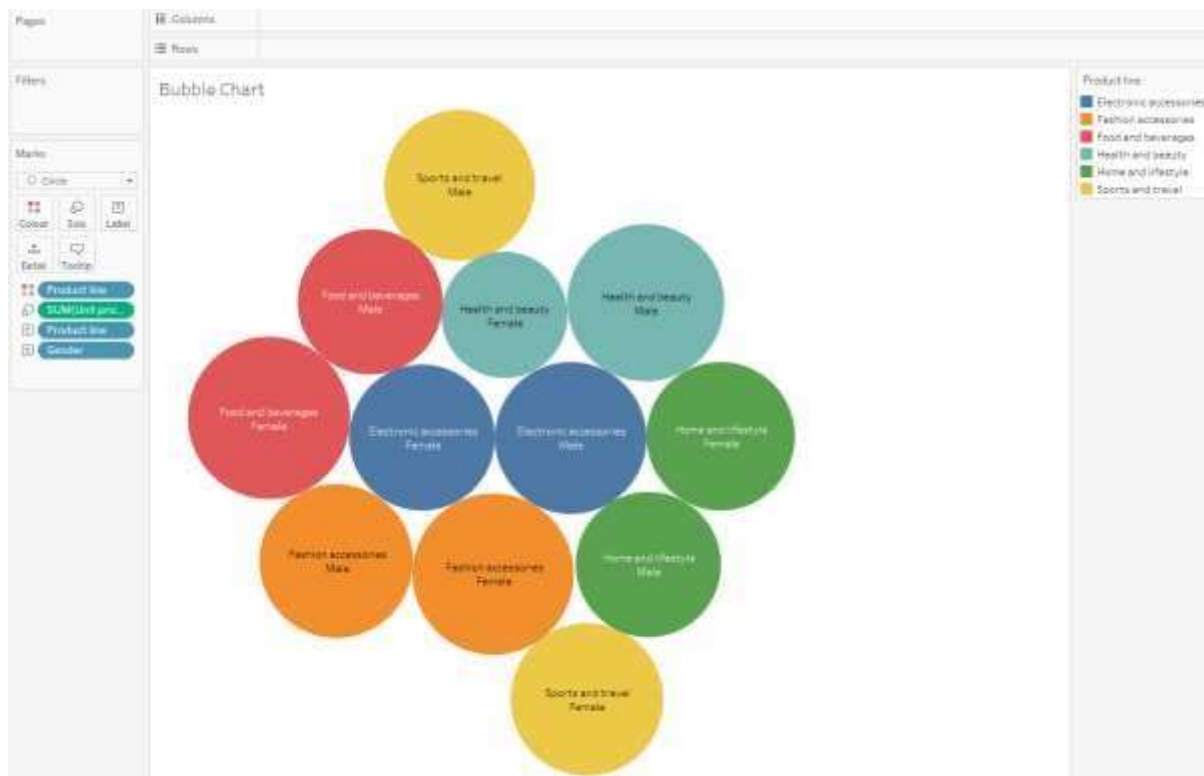 Pages
Columns
Rows
Filters
Bubble Chart
Product line
Electronic accessories
Fashion accessories
Food and beverages
Health and beauty
Home and lifestyle
Sports and travel
Marks
Circle
Colour
Size
Label
Detail
Tooltip
Product line
SUM(Unit pric..
Product line
Gender
Sports and travel
Male
Food and beverages
Male
Health and beauty
Female
Health and beauty
Male
Food and beverages
Female
Electronic accessories
Female
Electronic accessories
Male
Home and lifestyle
Female
Fashion accessories
Male
Fashion accessories
Female
Home and lifestyle
Male
Sports and travel
Female